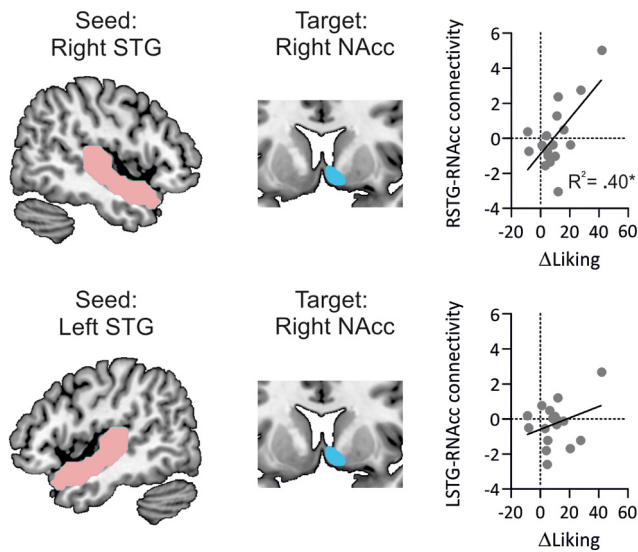 Seed:
Right STG
Target:
Right NAcc
RSTG-RNAcc connectivity
6
4
2
0
-2
-4
R² = .40*
-20 0 20 40 60
ΔLiking
Seed:
Left STG
Target:
Right NAcc
LSTG-RNAcc connectivity
6
4
2
0
-2
-4
-20 0 20 40 60
ΔLiking